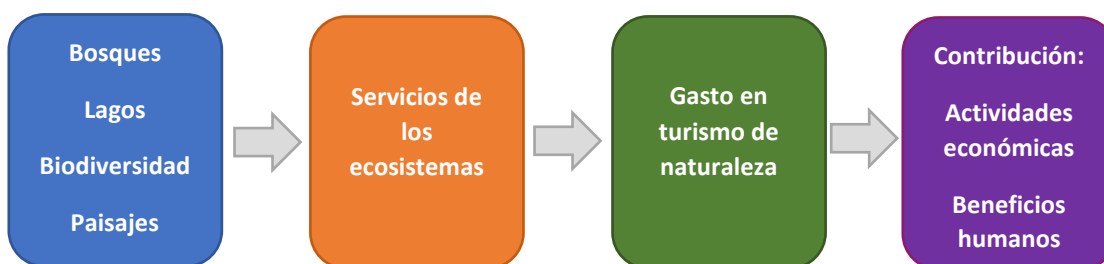 Bosques
Lagos
Biodiversidad
Paisajes
Servicios de
los
ecosistemas
Gasto en
turismo de
naturaleza
Contribución:
Actividades
económicas
Beneficios
humanos